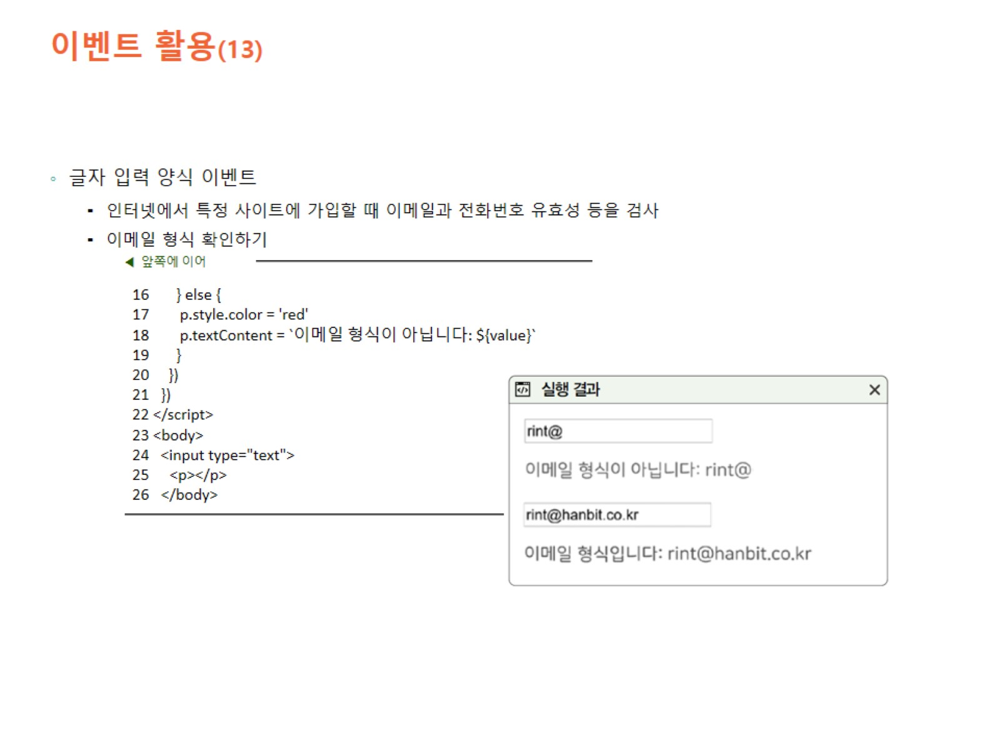 이벤트 활용(13)
◦ 글자 입력 양식 이벤트
▪ 인터넷에서 특정 사이트에 가입할 때 이메일과 전화번호 유효성 등을 검사
▪ 이메일 형식 확인하기
◀ 앞쪽에 이어
16 } else {
17 p.style.color = 'red'
18 p.textContent = `이메일 형식이 아닙니다: ${value}`
19 }
20 })
21 })
22 </script>
23 <body>
24 <input type="text">
25 <p></p>
26 </body>
실행 결과
rint@
이메일 형식이 아닙니다: rint@
rint@hanbit.co.kr
이메일 형식입니다: rint@hanbit.co.kr